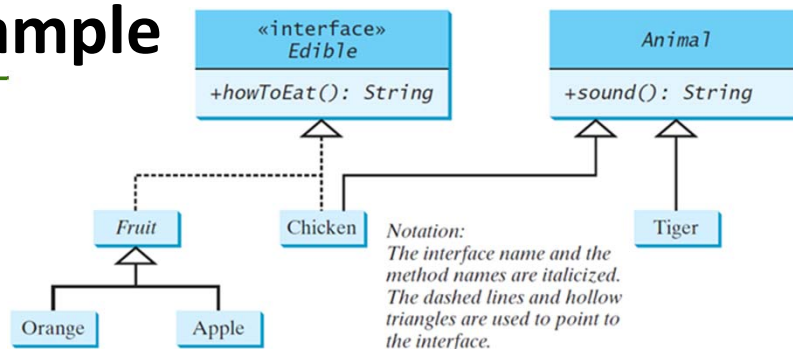 mple
«interface»
Edible
+howToEat(): String
Animal
+sound(): String
Fruit
Chicken
Tiger
Orange
Apple
Notation:
The interface name and the
method names are italicized.
The dashed lines and hollow
triangles are used to point to
the interface.